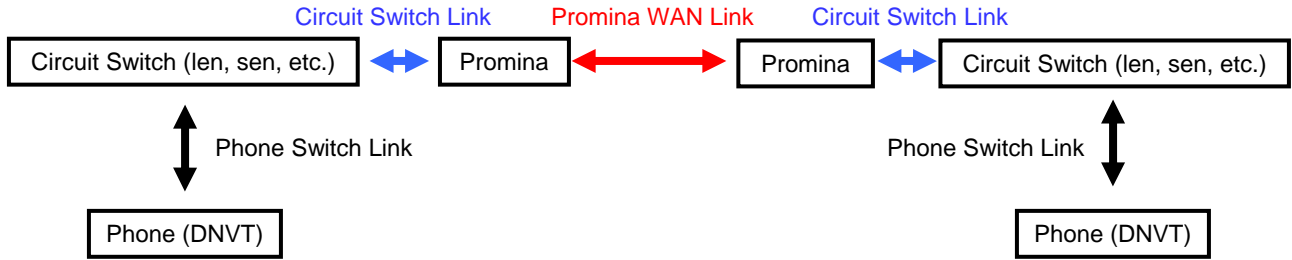 Circuit Switch Link Promina WAN Link Circuit Switch Link
Circuit Switch (len, sen, etc.) Promina Promina Circuit Switch (len, sen, etc.)
Phone Switch Link Phone Switch Link
Phone (DNVT) Phone (DNVT)